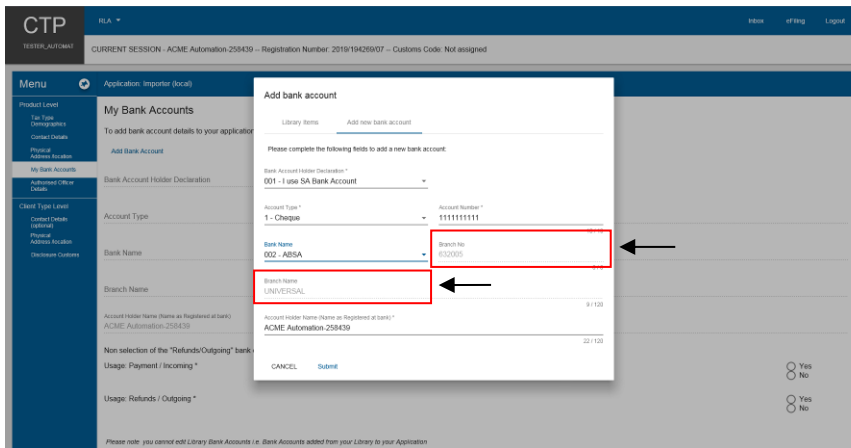 CTP
RLA
Inbox eFiling Logout
TESTER_AUTOMAT
CURRENT SESSION - ACME Automation-258439 -- Registration Number: 2019/194269/07 -- Customs Code: Not assigned
Menu
Application: Importer (local)
Product Level
Tax Type
Demographics
Contact Details
Physical
Address /location
My Bank Accounts
Authorised Officer
Details
Client Type Level
Contact Details
(optional)
Physical
Address /location
Disclosure Customs
My Bank Accounts
To add bank account details to your application
Add Bank Account
Bank Account Holder Declaration
Account Type
Bank Name
Branch Name
Account Holder Name (Name as Registered at bank)
ACME Automation-258439
Non selection of the "Refunds/Outgoing" bank
Usage: Payment / Incoming *
Yes
No
Usage: Refunds / Outgoing *
Yes
No
Please note you cannot edit Library Bank Accounts i.e. Bank Accounts added from your Library to your Application
Add bank account
Library Items Add new bank account
Please complete the following fields to add a new bank account:
Bank Account Holder Declaration *
001 - I use SA Bank Account
Account Type * Account Number *
1 - Cheque 1111111111
Bank Name Branch No
002 - ABSA 632005
Branch Name
UNIVERSAL
9 / 120
Account Holder Name (Name as Registered at bank) *
ACME Automation-258439
22 / 120
CANCEL Submit